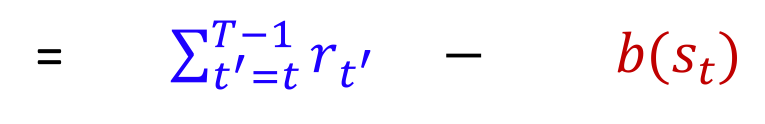 = ∑_{t'=t}^{T−1} r_{t'} − b(s_t)